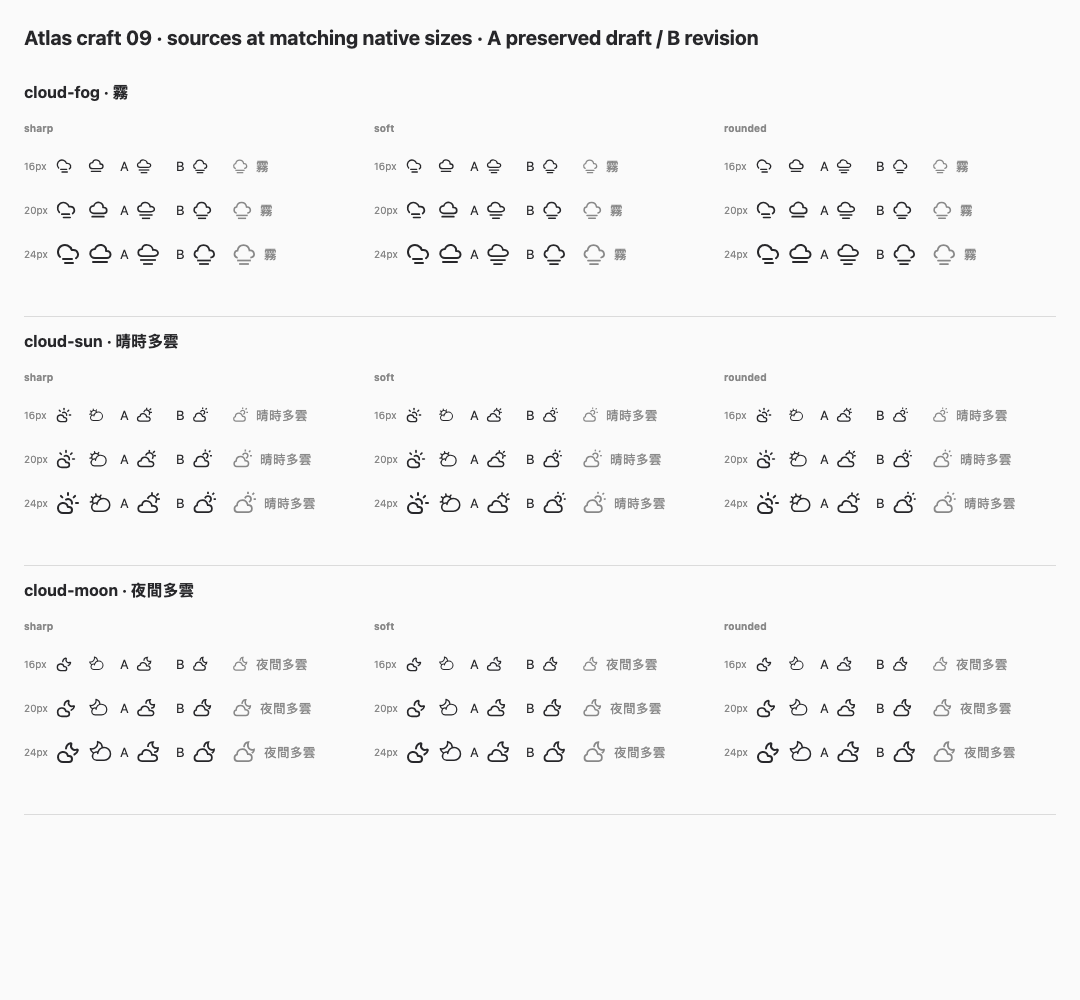 Atlas craft 09 · sources at matching native sizes · A preserved draft / B revision
cloud-fog · 霧
sharp soft rounded
16px A B 霧 16px A B 霧 16px A B 霧
20px A B 霧 20px A B 霧 20px A B 霧
24px A B 霧 24px A B 霧 24px A B 霧
cloud-sun · 晴時多雲
sharp soft rounded
16px A B 晴時多雲 16px A B 晴時多雲 16px A B 晴時多雲
20px A B 晴時多雲 20px A B 晴時多雲 20px A B 晴時多雲
24px A B 晴時多雲 24px A B 晴時多雲 24px A B 晴時多雲
cloud-moon · 夜間多雲
sharp soft rounded
16px A B 夜間多雲 16px A B 夜間多雲 16px A B 夜間多雲
20px A B 夜間多雲 20px A B 夜間多雲 20px A B 夜間多雲
24px A B 夜間多雲 24px A B 夜間多雲 24px A B 夜間多雲